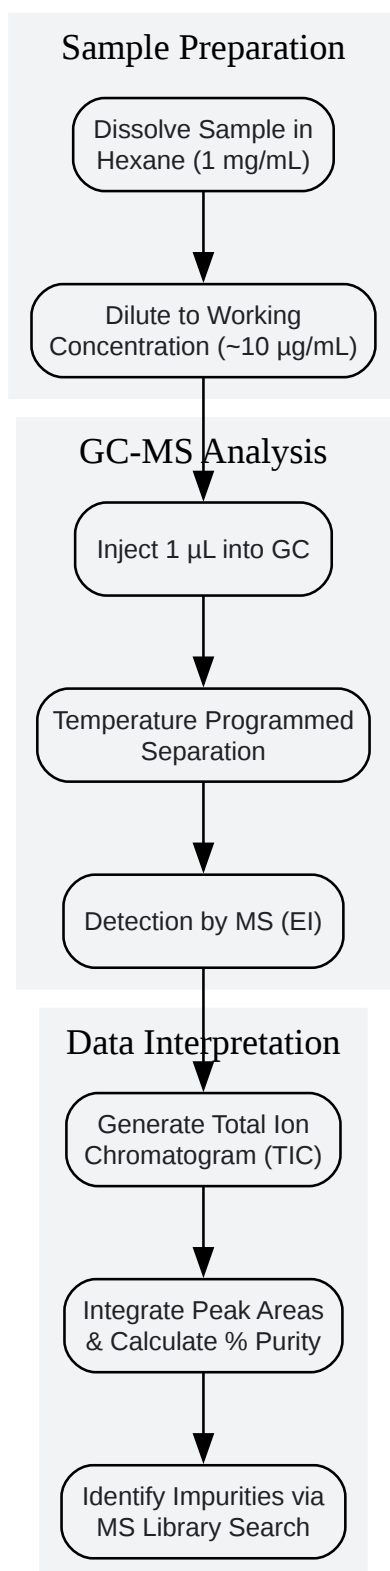 Sample Preparation
Dissolve Sample in
Hexane (1 mg/mL)
Dilute to Working
Concentration (~10 µg/mL)
GC-MS Analysis
Inject 1 µL into GC
Temperature Programmed
Separation
Detection by MS (EI)
Data Interpretation
Generate Total Ion
Chromatogram (TIC)
Integrate Peak Areas
& Calculate % Purity
Identify Impurities via
MS Library Search